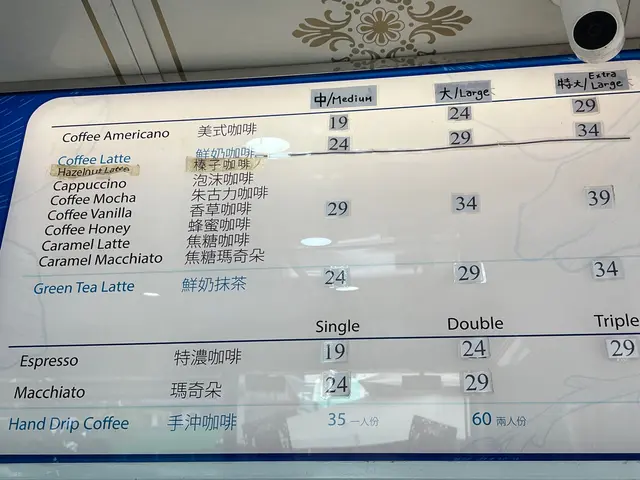 中/Medium 大/Large 特大/Extra Large
19 24 29
Coffee Americano 美式咖啡
24 29 34
Coffee Latte 鮮奶咖啡
Hazelnut Latte 榛子咖啡
Cappuccino 泡沫咖啡
Coffee Mocha 朱古力咖啡
Coffee Vanilla 香草咖啡 29 34 39
Coffee Honey 蜂蜜咖啡
Caramel Latte 焦糖咖啡
Caramel Macchiato 焦糖瑪奇朵
Green Tea Latte 鮮奶抹茶 24 29 34
Single Double Triple
Espresso 特濃咖啡 19 24 29
Macchiato 瑪奇朵 24 29
Hand Drip Coffee 手沖咖啡 35 一人份 60 兩人份